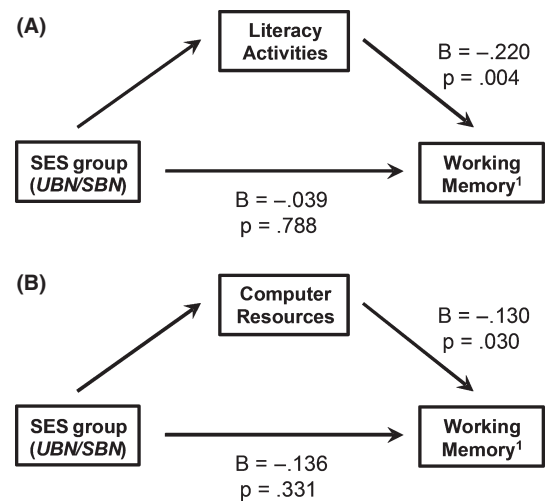 (A)
Literacy
Activities
B = –.220
p = .004
SES group
(UBN/SBN)
Working
Memory¹
B = –.039
p = .788
(B)
Computer
Resources
B = –.130
p = .030
SES group
(UBN/SBN)
Working
Memory¹
B = –.136
p = .331